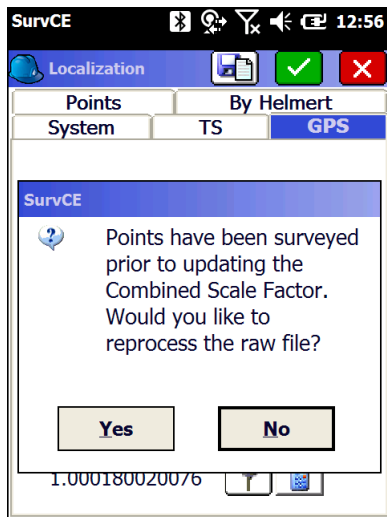 SurvCE 12:56
Localization
Points By Helmert
System TS GPS
SurvCE
Points have been surveyed
prior to updating the
Combined Scale Factor.
Would you like to
reprocess the raw file?
Yes No
1.000180020076